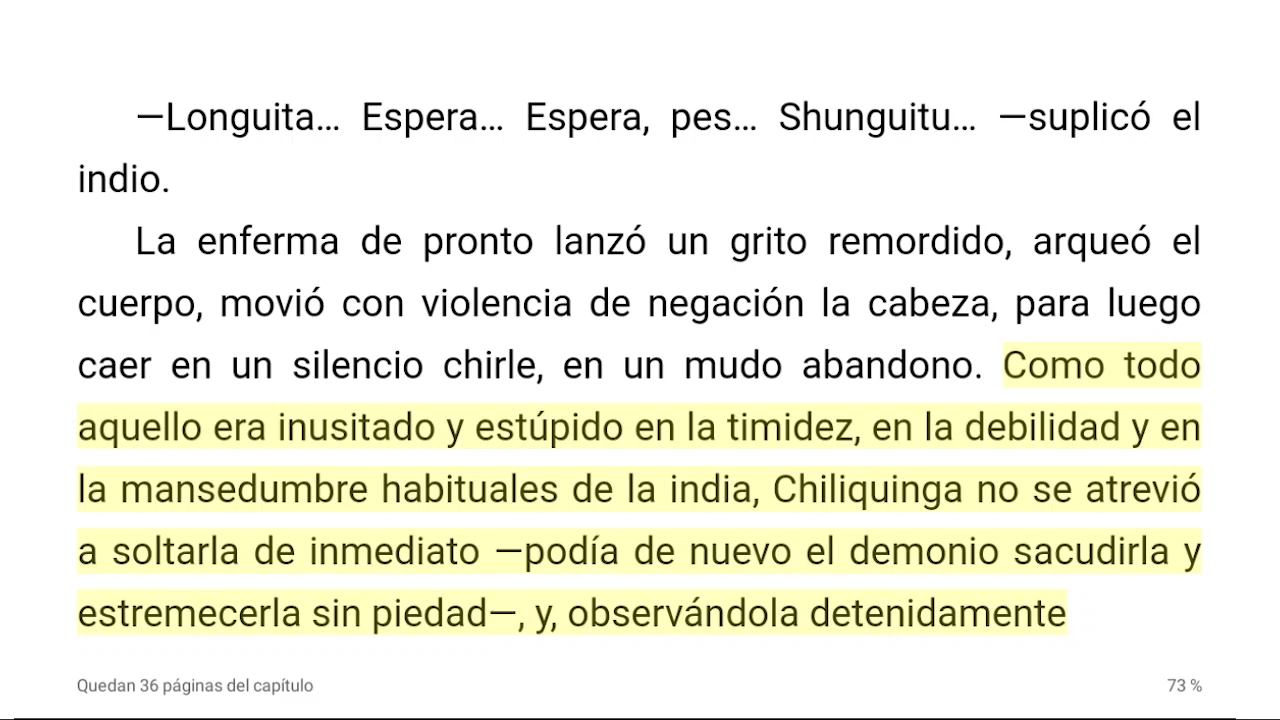 —Longuita… Espera… Espera, pes… Shunguitu… —suplicó el
indio.
La enferma de pronto lanzó un grito remordido, arqueó el
cuerpo, movió con violencia de negación la cabeza, para luego
caer en un silencio chirle, en un mudo abandono. Como todo
aquello era inusitado y estúpido en la timidez, en la debilidad y en
la mansedumbre habituales de la india, Chiliquinga no se atrevió
a soltarla de inmediato —podía de nuevo el demonio sacudirla y
estremecerla sin piedad—, y, observándola detenidamente
Quedan 36 páginas del capítulo
73 %